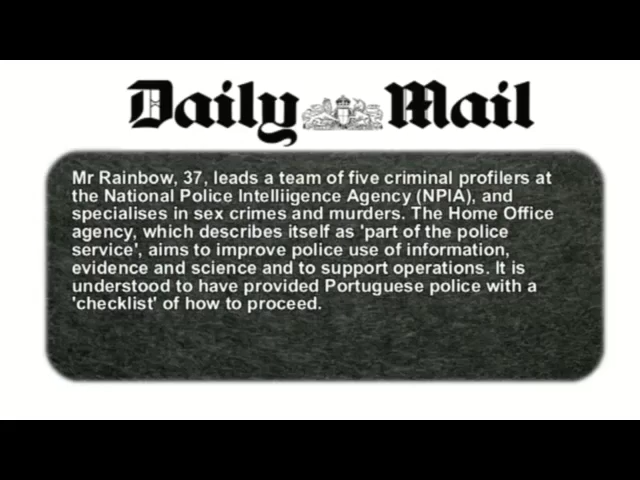 Daily Mail
Mr Rainbow, 37, leads a team of five criminal profilers at
the National Police Intelliigence Agency (NPIA), and
specialises in sex crimes and murders. The Home Office
agency, which describes itself as 'part of the police
service', aims to improve police use of information,
evidence and science and to support operations. It is
understood to have provided Portuguese police with a
'checklist' of how to proceed.